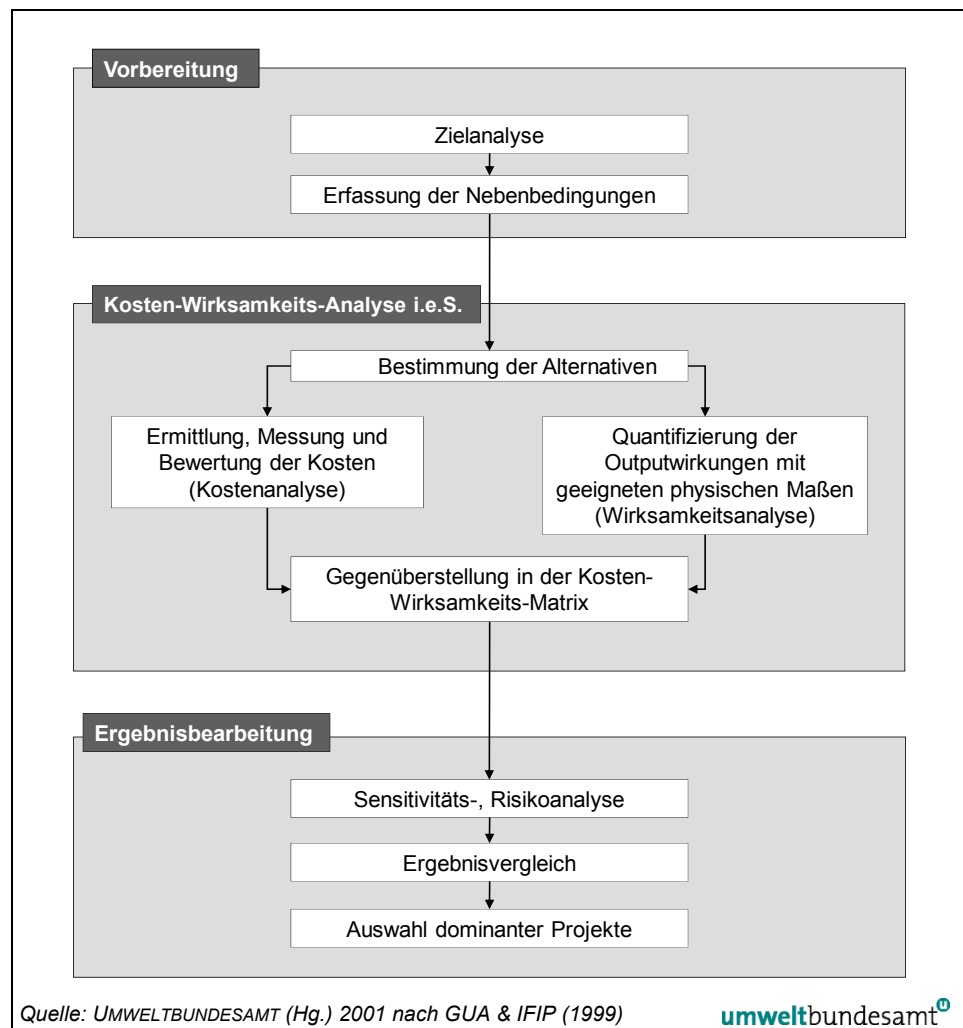 Vorbereitung
Zielanalyse
Erfassung der Nebenbedingungen
Kosten-Wirksamkeits-Analyse i.e.S.
Bestimmung der Alternativen
Ermittlung, Messung und
Bewertung der Kosten
(Kostenanalyse)
Quantifizierung der
Outputwirkungen mit
geeigneten physischen Maßen
(Wirksamkeitsanalyse)
Gegenüberstellung in der Kosten-
Wirksamkeits-Matrix
Ergebnisbearbeitung
Sensitivitäts-, Risikoanalyse
Ergebnisvergleich
Auswahl dominanter Projekte
Quelle: UMWELTBUNDESAMT (Hg.) 2001 nach GUA & IFIP (1999)
umweltbundesamt